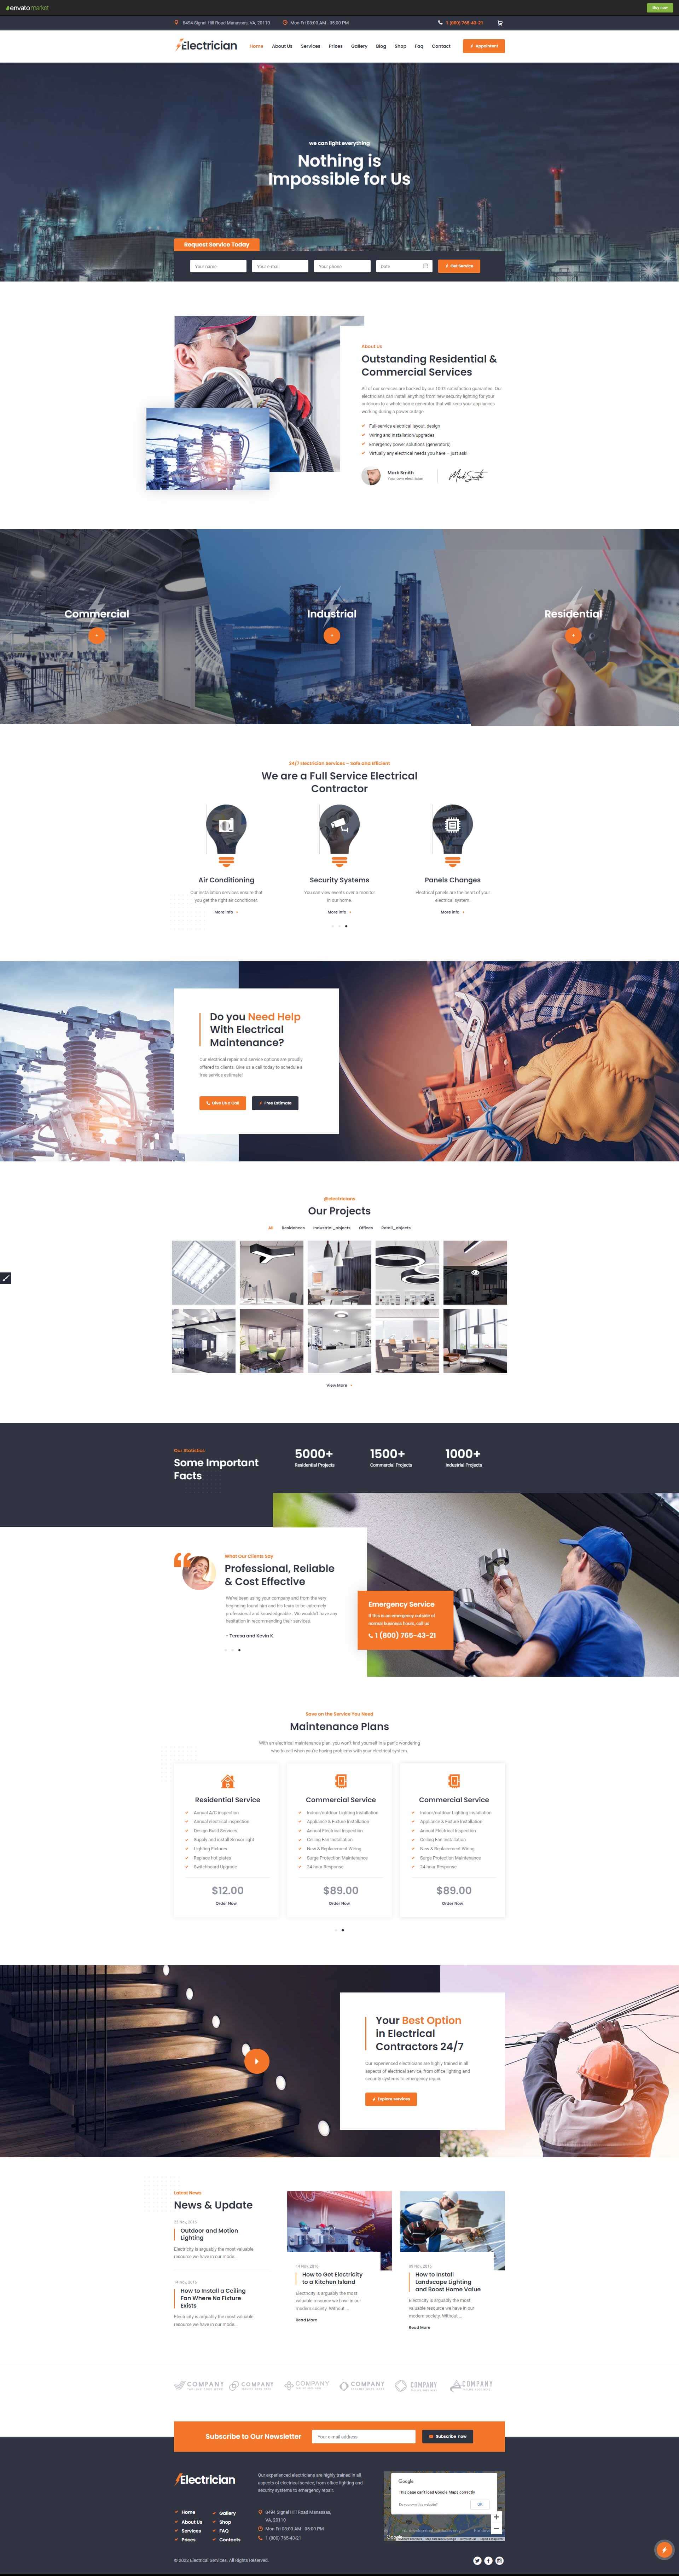 envatomarket
Buy now
8494 Signal Hill Road Manassas, VA, 20110
Mon-Fri 08:00 AM - 05:00 PM
1 (800) 765-43-21
Electrician
Home
About Us
Services
Prices
Gallery
Blog
Shop
Faq
Contact
Appointment
we can light everything
Nothing is
Impossible for Us
Request Service Today
Your name
Your e-mail
Your phone
Date
Get Service
About Us
Outstanding Residential &
Commercial Services
All of our services are backed by our 100% satisfaction guarantee. Our
electricians can install anything from new security lighting for your
outdoors to a whole home generator that will keep your appliances
working during a power outage.
Full-service electrical layout, design
Wiring and installation/upgrades
Emergency power solutions (generators)
Virtually any electrical needs you have – just ask!
Mark Smith
Your own electrician
Mark Smith
Commercial
Industrial
Residential
24/7 Electrician Services – Safe and Efficient
We are a Full Service Electrical
Contractor
Air Conditioning
Our installation services ensure that
you get the right air conditioner!
More info
Security Systems
You can view events over a monitor
in our home.
More info
Panels Changes
Electrical panels are the heart of your
electrical system.
More info
Do you Need Help
With Electrical
Maintenance?
Our electrical repair and service options are proudly
offered to clients. Give us a call today to schedule a
free service estimate!
Give Us a Call
Free Estimate
@electricians
Our Projects
All
Residences
Industrial_objects
Offices
Retail_objects
View More
Our Statistics
Some Important
Facts
5000+
Residential Projects
1500+
Commercial Projects
1000+
Industrial Projects
What Our Clients Say
Professional, Reliable
& Cost Effective
We've been using your company and from the very
beginning found him and his team to be extremely
professional and knowledgeable . We wouldn't have any
hesitation in recommending their services.
– Teresa and Kevin K.
Emergency Service
If this is an emergency outside of
normal business hours, call us
1 (800) 765-43-21
Save on the Service You Need
Maintenance Plans
With an electrical maintenance plan, you won't find yourself in a panic wondering
who to call when you're having problems with your electrical system.
Residential Service
Annual A/C Inspection
Annual electrical Inspection
Design-Build Services
Supply and install Sensor light
Lighting Fixtures
Replace hot plates
Switchboard Upgrade
$12.00
Order Now
Commercial Service
Indoor/outdoor Lighting Installation
Appliance & Fixture Installation
Annual Electrical Inspection
Ceiling Fan Installation
New & Replacement Wiring
Surge Protection Maintenance
24-hour Response
$89.00
Order Now
Commercial Service
Indoor/outdoor Lighting Installation
Appliance & Fixture Installation
Annual Electrical Inspection
Ceiling Fan Installation
New & Replacement Wiring
Surge Protection Maintenance
24-hour Response
$89.00
Order Now
Your Best Option
in Electrical
Contractors 24/7
Our experienced electricians are highly trained in all
aspects of electrical service, from office lighting and
security systems to emergency repair.
Explore services
Latest News
News & Update
Outdoor and Motion
Lighting
Electricity is arguably the most valuable
resource we have in our mode...
14 Nov, 2016
How to Install a Ceiling
Fan Where No Fixture
Exists
Electricity is arguably the most valuable
resource we have in our mode...
14 Nov, 2016
How to Get Electricity
to a Kitchen Island
Electricity is arguably the most
valuable resource we have in our
modern society. Without ...
Read More
How to Install
Landscape Lighting
and Boost Home Value
Electricity is arguably the most
valuable resource we have in our
modern society. Without ...
Read More
COMPANY
COMPANY
COMPANY
COMPANY
COMPANY
COMPANY
Subscribe to Our Newsletter
Your e-mail address
Subscribe now
Electrician
Home
About Us
Services
Prices
Gallery
Shop
FAQ
Contacts
Our experienced electricians are highly trained in all
aspects of electrical service, from office lighting and
security systems to emergency repair.
8494 Signal Hill Road Manassas,
VA, 20110
Mon-Fri 08:00 AM - 05:00 PM
1 (800) 765-43-21
Google
This page can't load Google Maps correctly.
Do you own this website?
OK
Google
© 2022 Electrical Services. All Rights Reserved.